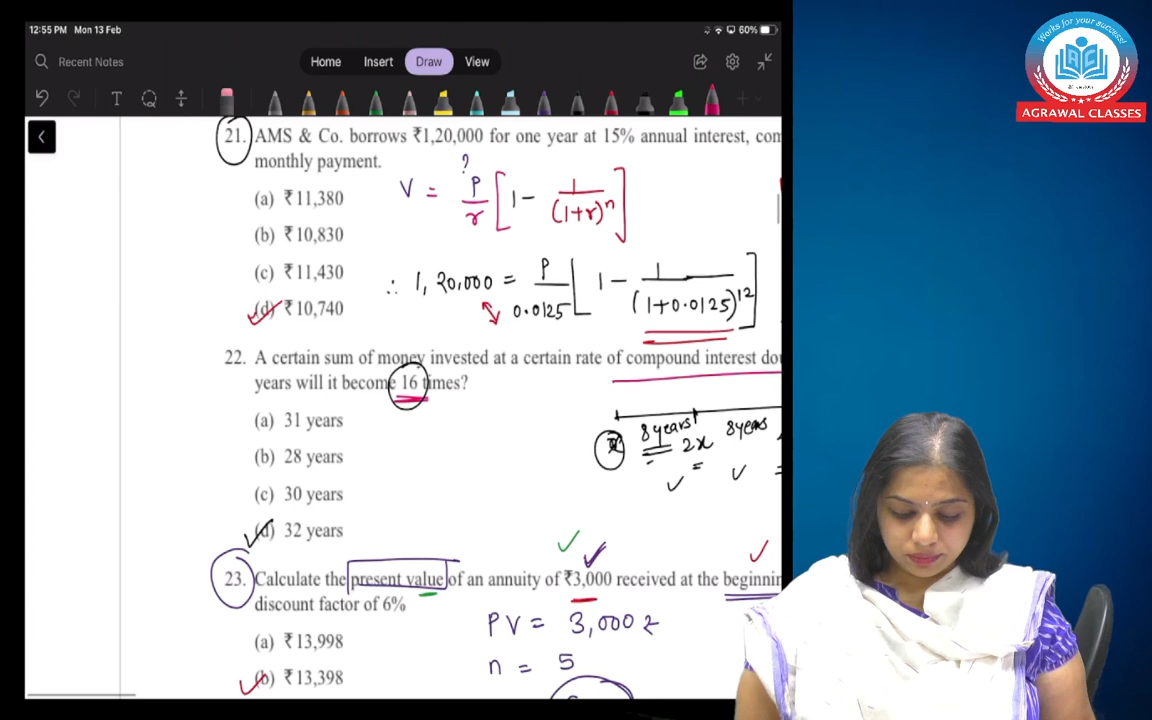 12:55 PM Mon 13 Feb
60%
Recent Notes
Home Insert Draw View
Works for your success!
AC
AGRAWAL CLASSES
21. AMS & Co. borrows ₹1,20,000 for one year at 15% annual interest, com
monthly payment.
(a) ₹11,380
(b) ₹10,830
(c) ₹11,430
(d) ₹10,740
?
V = P/r [1 - 1/(1+r)^n]
∴ 1,20,000 = P/0.0125 [1 - 1/(1+0.0125)^12]
22. A certain sum of money invested at a certain rate of compound interest dou
years will it become 16 times?
(a) 31 years
(b) 28 years
(c) 30 years
(d) 32 years
8 years 2x 8 years
23. Calculate the present value of an annuity of ₹3,000 received at the beginnin
discount factor of 6%
(a) ₹13,998
(b) ₹13,398
PV = 3,000 ₹
n = 5